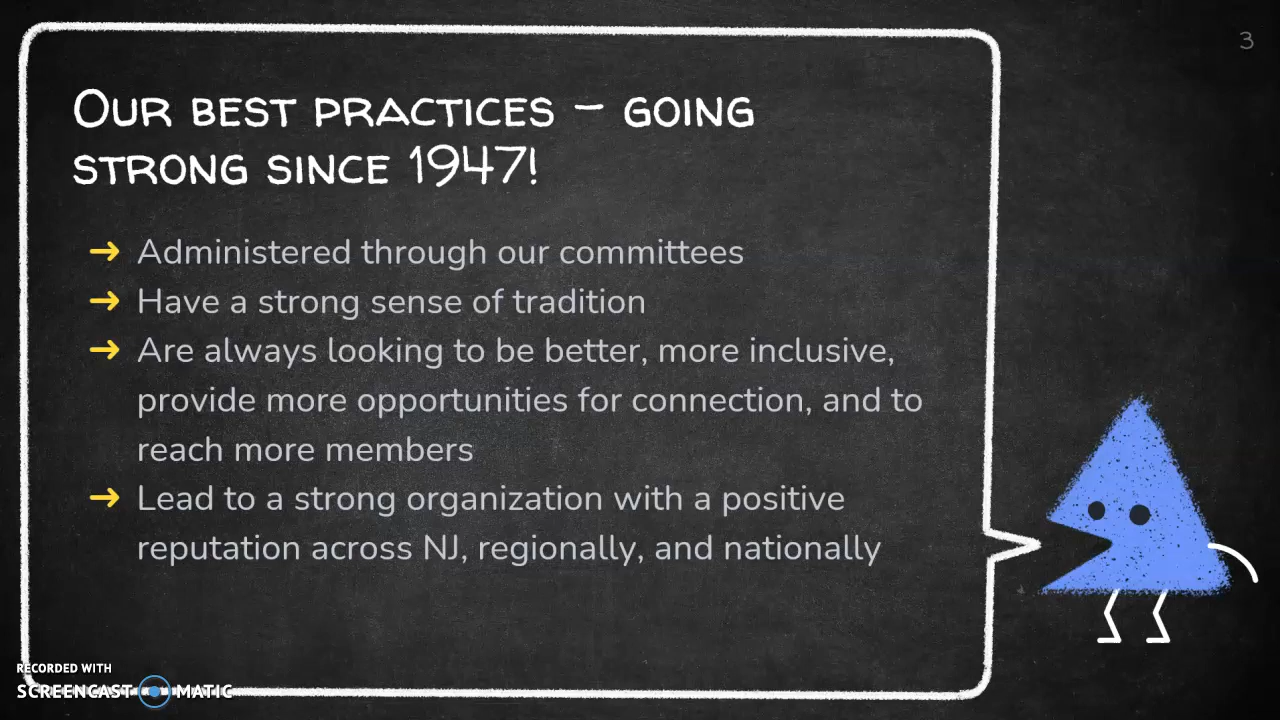 3
Our best practices – going
strong since 1947!
➔ Administered through our committees
➔ Have a strong sense of tradition
➔ Are always looking to be better, more inclusive,
provide more opportunities for connection, and to
reach more members
➔ Lead to a strong organization with a positive
reputation across NJ, regionally, and nationally
RECORDED WITH
SCREENCAST MATIC